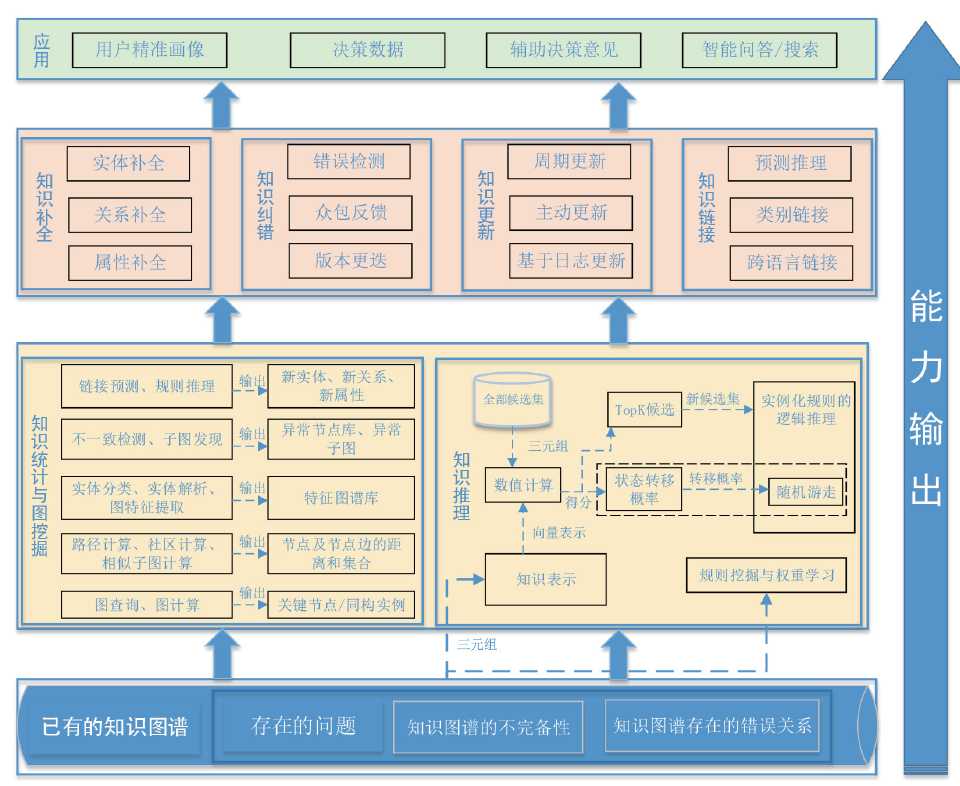 应用
用户精准画像
决策数据
辅助决策意见
智能问答/搜索
知识补全
实体补全
关系补全
属性补全
知识纠错
错误检测
众包反馈
版本更迭
知识更新
周期更新
主动更新
基于日志更新
知识链接
预测推理
类别链接
跨语言链接
能力输出
知识统计与图挖掘
链接预测、规则推理
输出
新实体、新关系、
新属性
不一致检测、子图发现
输出
异常节点库、异常
子图
实体分类、实体解析、
图特征提取
输出
特征图谱库
路径计算、社区计算、
相似子图计算
输出
节点及节点边的距
离和集合
图查询、图计算
输出
关键节点/同构实例
知识推理
全部候选集
三元组
数值计算
得分
TopK候选
新候选集
实例化规则的
逻辑推理
状态转移
概率
转移概率
随机游走
向量表示
知识表示
规则挖掘与权重学习
三元组
已有的知识图谱
存在的问题
知识图谱的不完备性
知识图谱存在的错误关系